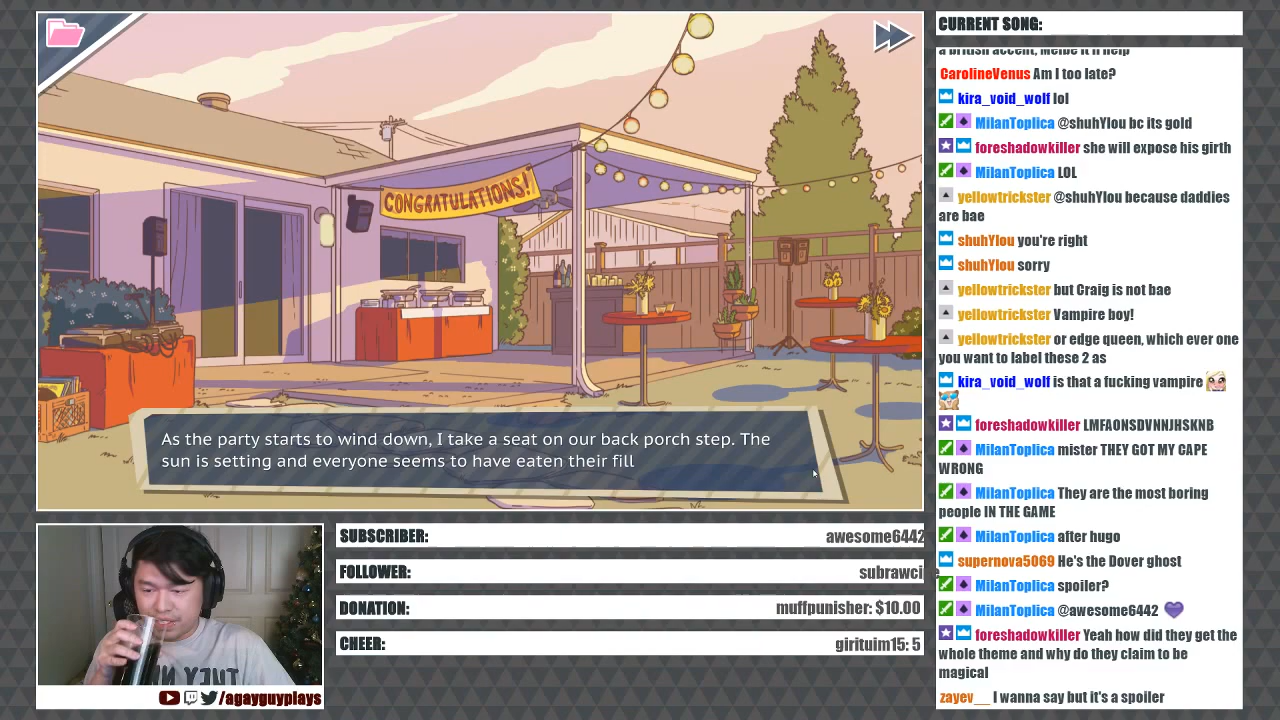 CONGRATULATIONS!
As the party starts to wind down, I take a seat on our back porch step. The
sun is setting and everyone seems to have eaten their fill
SUBSCRIBER:
awesome6442
FOLLOWER:
subrawci
DONATION:
muffpunisher: $10.00
CHEER:
girituim15: 5
/agayguyplays
CURRENT SONG:
a british accent, Meibe it'll help
CarolineVenus Am I too late?
kira_void_wolf lol
MilanToplica @shuhYlou bc its gold
foreshadowkiller she will expose his girth
MilanToplica LOL
yellowtrickster @shuhYlou because daddies
are bae
shuhYlou you're right
shuhYlou sorry
yellowtrickster but Craig is not bae
yellowtrickster Vampire boy!
yellowtrickster or edge queen, which ever one
you want to label these 2 as
kira_void_wolf is that a fucking vampire
foreshadowkiller LMFAONSDVNNJHSKNB
MilanToplica mister THEY GOT MY CAPE
WRONG
MilanToplica They are the most boring
people IN THE GAME
MilanToplica after hugo
supernova5069 He's the Dover ghost
MilanToplica spoiler?
MilanToplica @awesome6442
foreshadowkiller Yeah how did they get the
whole theme and why do they claim to be
magical
zayev__ I wanna say but it's a spoiler